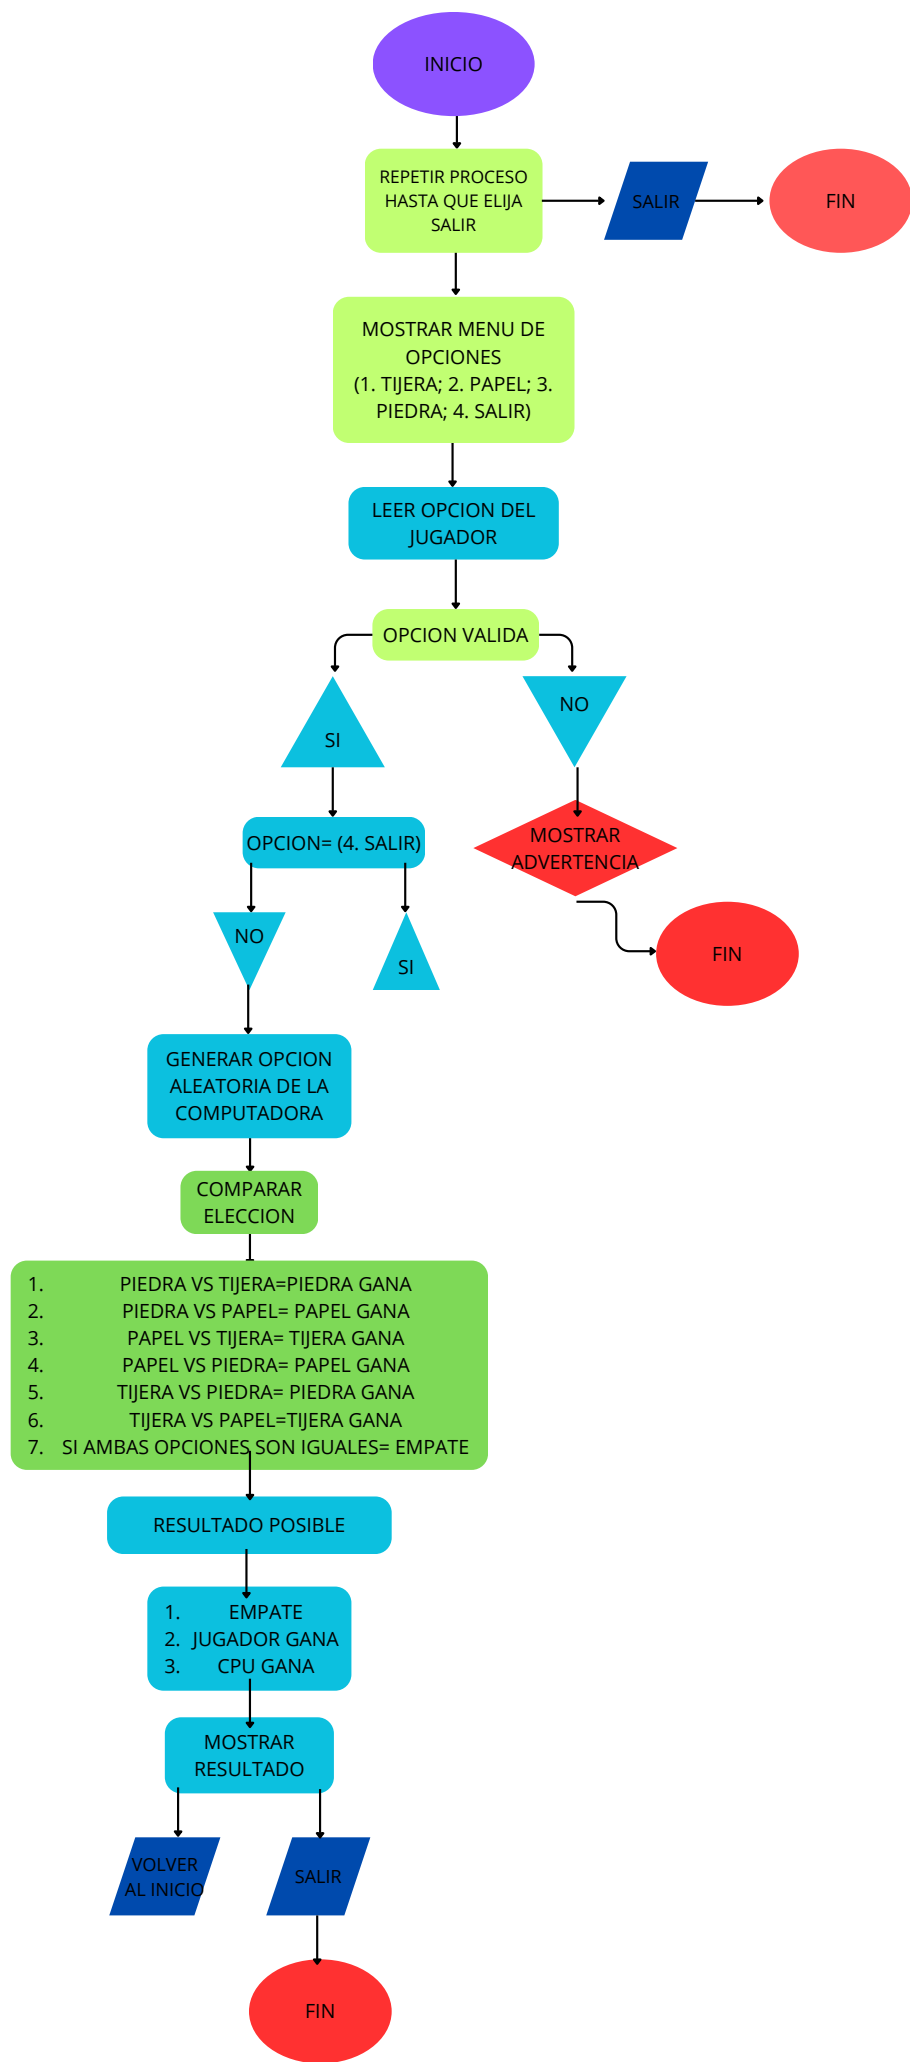 INICIO
REPETIR PROCESO
HASTA QUE ELIJA
SALIR
SALIR
FIN
MOSTRAR MENU DE
OPCIONES
(1. TIJERA; 2. PAPEL; 3.
PIEDRA; 4. SALIR)
LEER OPCION DEL
JUGADOR
OPCION VALIDA
SI
NO
MOSTRAR
ADVERTENCIA
FIN
OPCION= (4. SALIR)
NO
SI
GENERAR OPCION
ALEATORIA DE LA
COMPUTADORA
COMPARAR
ELECCION
1. PIEDRA VS TIJERA=PIEDRA GANA
2. PIEDRA VS PAPEL= PAPEL GANA
3. PAPEL VS TIJERA= TIJERA GANA
4. PAPEL VS PIEDRA= PAPEL GANA
5. TIJERA VS PIEDRA= PIEDRA GANA
6. TIJERA VS PAPEL=TIJERA GANA
7. SI AMBAS OPCIONES SON IGUALES= EMPATE
RESULTADO POSIBLE
1. EMPATE
2. JUGADOR GANA
3. CPU GANA
MOSTRAR
RESULTADO
VOLVER
AL INICIO
SALIR
FIN